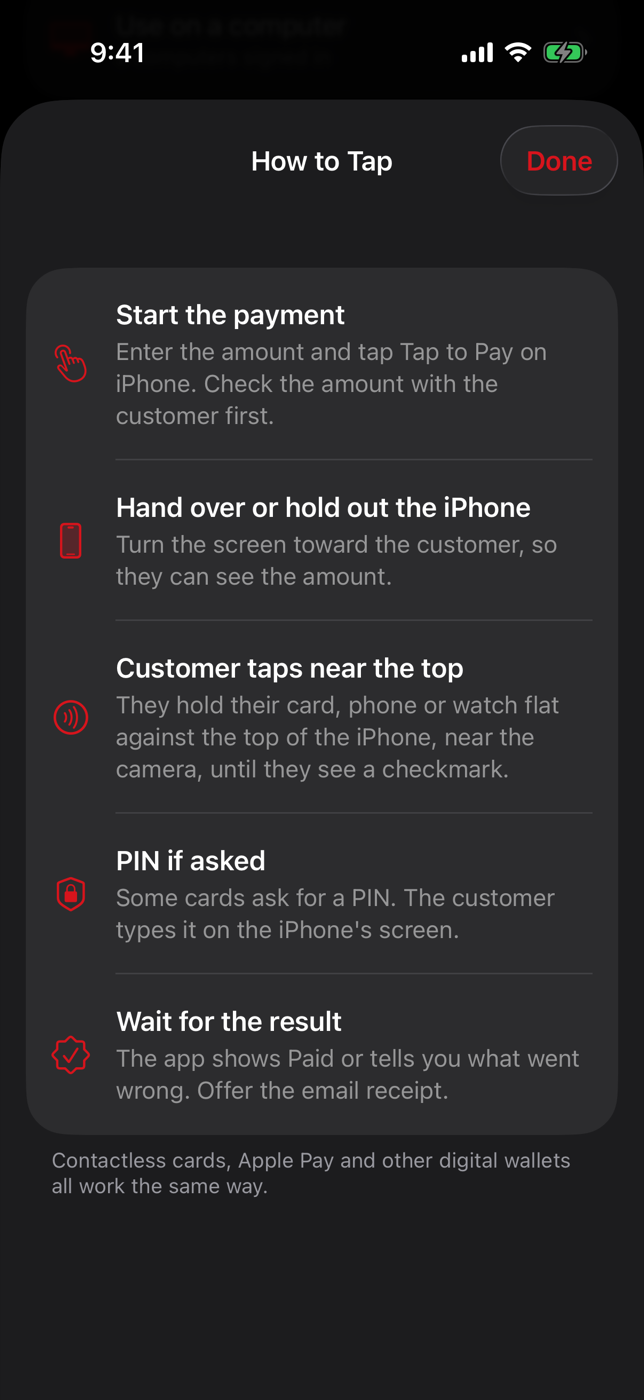 Use on a computer
9:41
How to Tap
Done
Start the payment
Enter the amount and tap Tap to Pay on
iPhone. Check the amount with the
customer first.
Hand over or hold out the iPhone
Turn the screen toward the customer, so
they can see the amount.
Customer taps near the top
They hold their card, phone or watch flat
against the top of the iPhone, near the
camera, until they see a checkmark.
PIN if asked
Some cards ask for a PIN. The customer
types it on the iPhone's screen.
Wait for the result
The app shows Paid or tells you what went
wrong. Offer the email receipt.
Contactless cards, Apple Pay and other digital wallets
all work the same way.